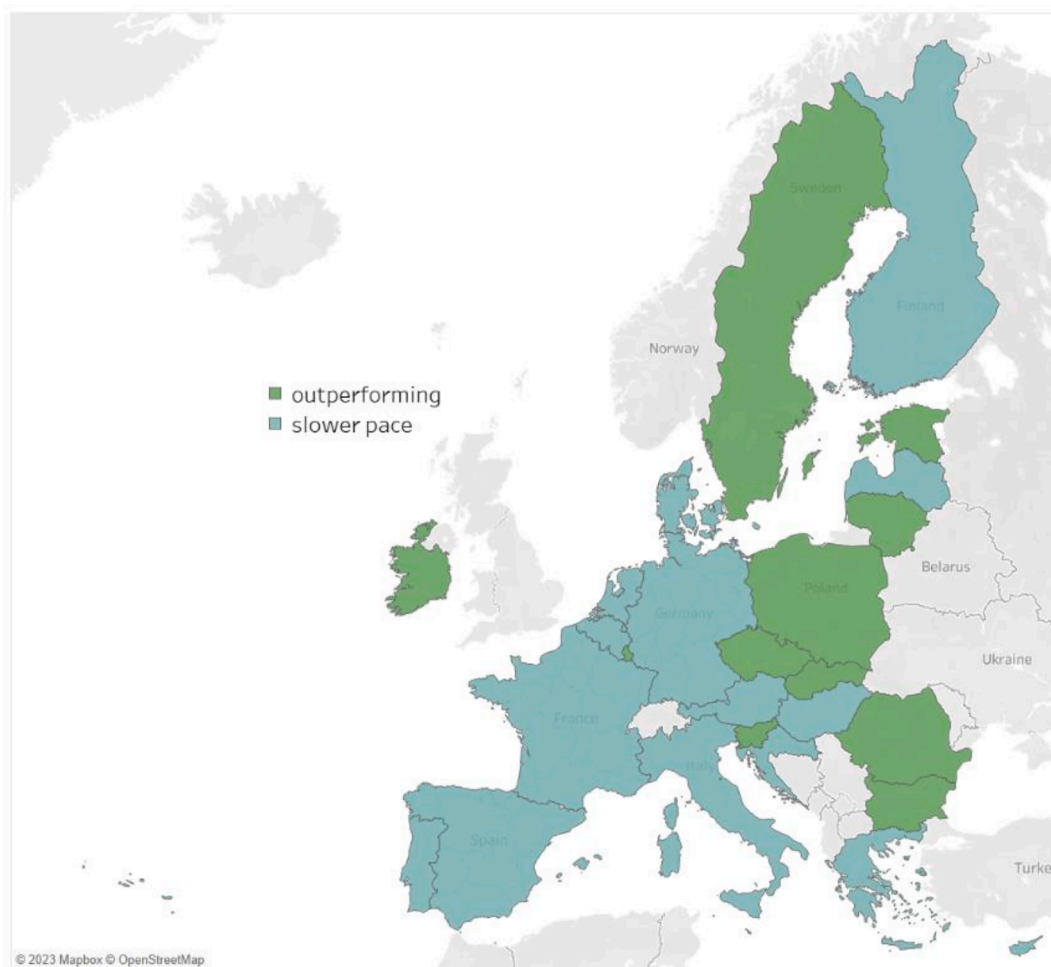 Sweden
Finland
Norway
outperforming
slower pace
Belarus
Poland
Germany
Ukraine
France
Italy
Spain
Turke
© 2023 Mapbox © OpenStreetMap